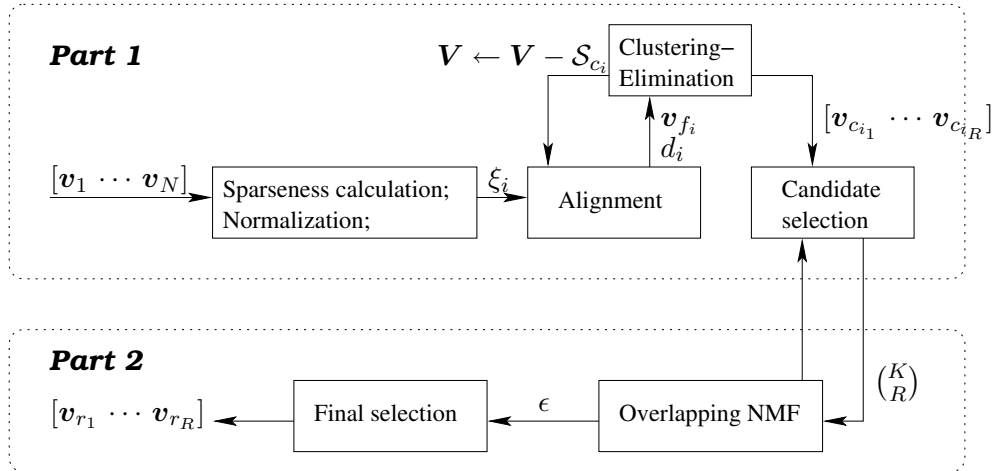 Part 1
V ← V − S_{c_i}
Clustering–
Elimination
[v_{c_{i_1}} ⋯ v_{c_{i_R}}]
v_{f_i}
d_i
[v_1 ⋯ v_N]
Sparseness calculation;
Normalization;
ξ_i
Alignment
Candidate
selection
Part 2
(K
R)
[v_{r_1} ⋯ v_{r_R}]
Final selection
ϵ
Overlapping NMF